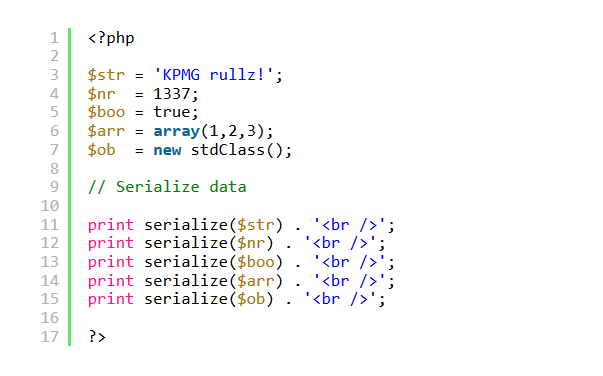 1 <?php
2
3 $str = 'KPMG rullz!';
4 $nr  = 1337;
5 $boo = true;
6 $arr = array(1,2,3);
7 $ob  = new stdClass();
8
9 // Serialize data
10
11 print serialize($str) . '<br />';
12 print serialize($nr) . '<br />';
13 print serialize($boo) . '<br />';
14 print serialize($arr) . '<br />';
15 print serialize($ob) . '<br />';
16
17 ?>